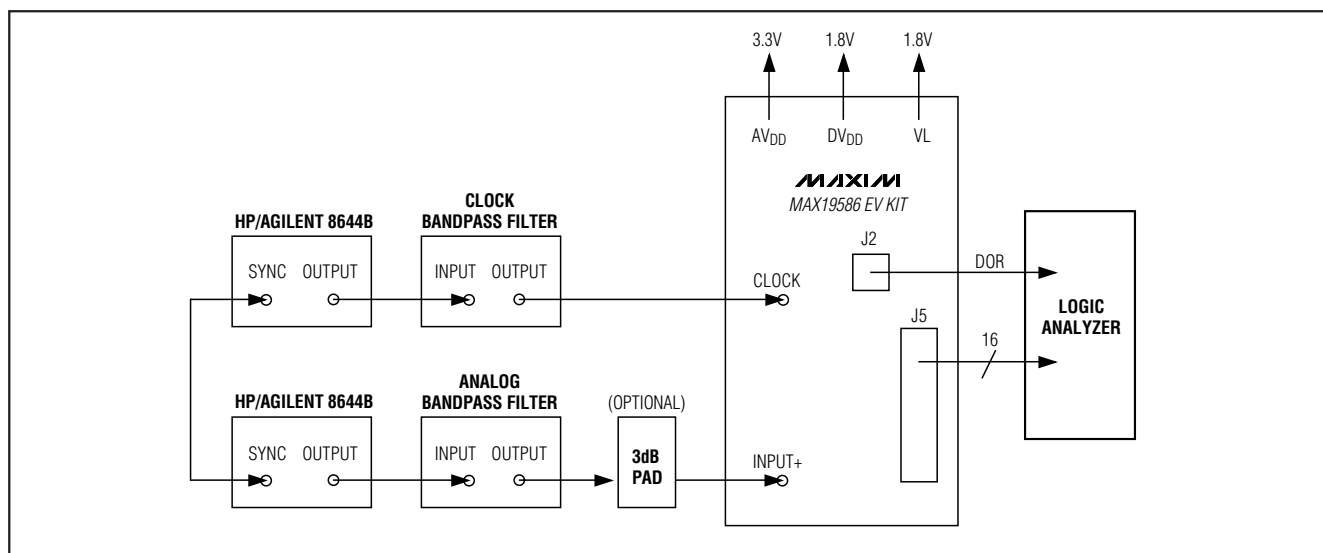 3.3V 1.8V 1.8V
AVDD DVDD VL
MAXIM
MAX19586 EV KIT
HP/AGILENT 8644B
SYNC OUTPUT
CLOCK
BANDPASS FILTER
INPUT OUTPUT
CLOCK
J2
DOR
J5
16
LOGIC
ANALYZER
HP/AGILENT 8644B
SYNC OUTPUT
ANALOG
BANDPASS FILTER
INPUT OUTPUT
(OPTIONAL)
3dB
PAD
INPUT+